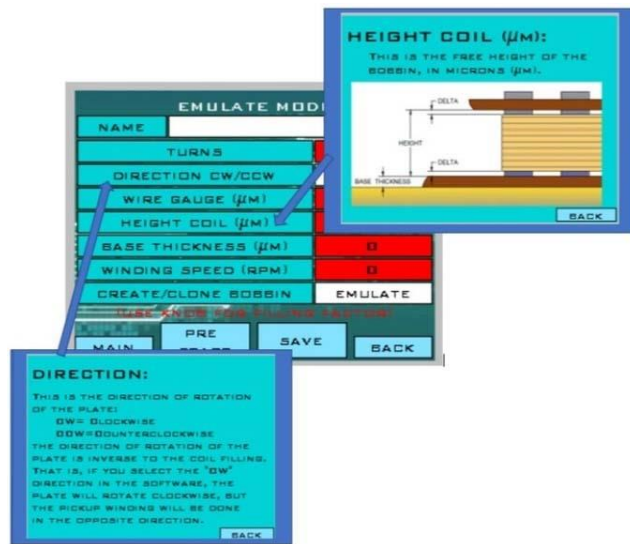 HEIGHT COIL (µM):
THIS IS THE FREE HEIGHT OF THE
BOBBIN, IN MICRONS (µM).
DELTA
HEIGHT
DELTA
BASE THICKNESS
BACK
EMULATE MOD
NAME
TURNS
DIRECTION CW/CCW
WIRE GAUGE (µM)
HEIGHT COIL (µM)
BASE THICKNESS (µM) 0
WINDING SPEED (RPM) 0
CREATE/CLONE BOBBIN EMULATE
(USE KNOB FOR FILLING FACTOR)
MAIN
PRE
SAVE
BACK
DIRECTION:
THIS IS THE DIRECTION OF ROTATION
OF THE PLATE:
CW= CLOCKWISE
CCW=COUNTERCLOCKWISE
THE DIRECTION OF ROTATION OF THE
PLATE IS INVERSE TO THE COIL FILLING.
THAT IS, IF YOU SELECT THE "CW"
DIRECTION IN THE SOFTWARE, THE
PLATE WILL ROTATE CLOCKWISE, BUT
THE PICKUP WINDING WILL BE DONE
IN THE OPPOSITE DIRECTION.
BACK